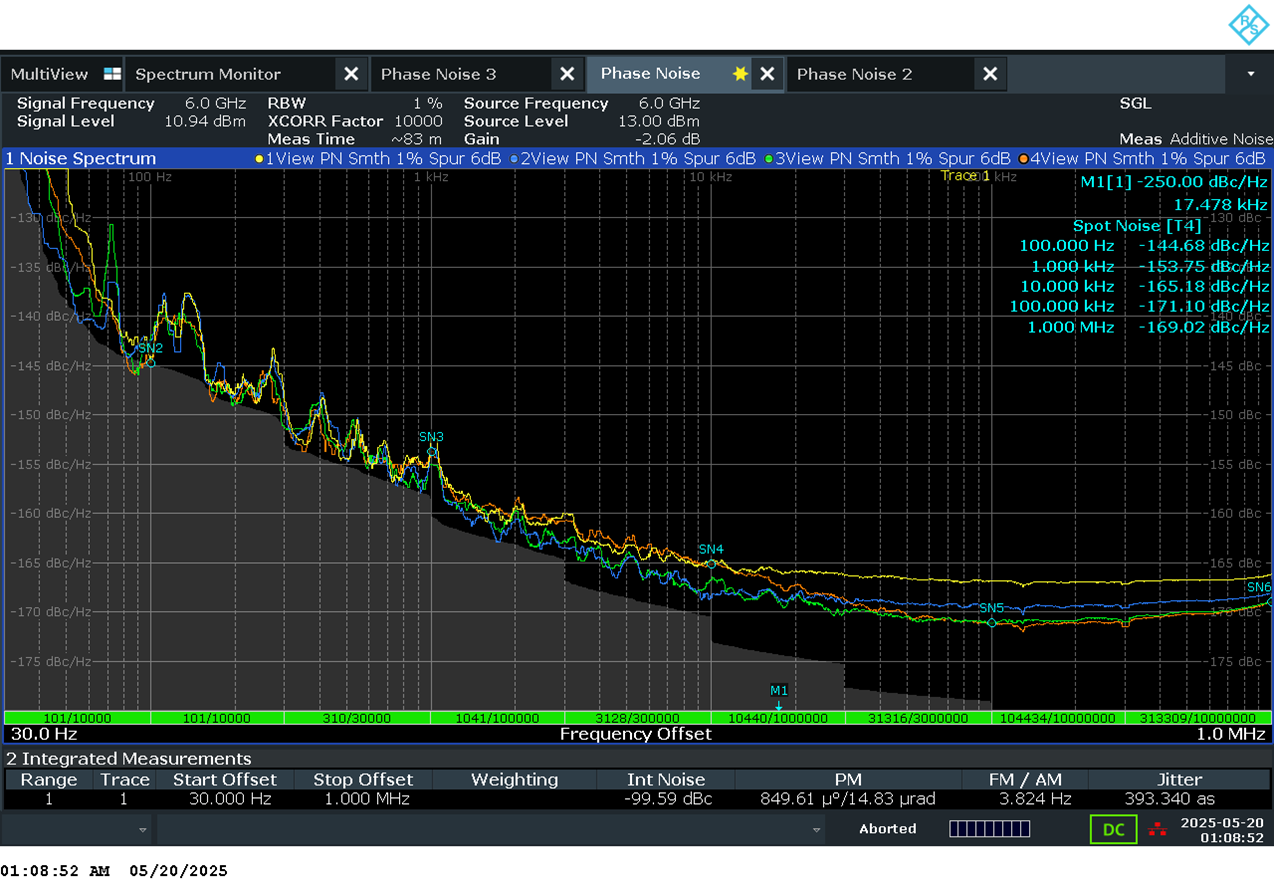 R S
MultiView Spectrum Monitor Phase Noise 3 Phase Noise Phase Noise 2
Signal Frequency 6.0 GHz RBW 1 % Source Frequency 6.0 GHz SGL
Signal Level 10.94 dBm XCORR Factor 10000 Source Level 13.00 dBm
Meas Time ~83 m Gain -2.06 dB Meas Additive Noise
1 Noise Spectrum 1View PN Smth 1% Spur 6dB 2View PN Smth 1% Spur 6dB 3View PN Smth 1% Spur 6dB 4View PN Smth 1% Spur 6dB
100 Hz 1 kHz 10 kHz Trace 1 kHz
M1[1] -250.00 dBc/Hz
17.478 kHz
-130 dBc/Hz -130 dBc
Spot Noise [T4]
100.000 Hz -144.68 dBc/Hz
-135 dBc/Hz 1.000 kHz -153.75 dBc/Hz
10.000 kHz -165.18 dBc/Hz
100.000 kHz -171.10 dBc/Hz
-140 dBc/Hz -140 dBc
1.000 MHz -169.02 dBc/Hz
SN2
-145 dBc/Hz -145 dBc
-150 dBc/Hz -150 dBc
SN3
-155 dBc/Hz -155 dBc
-160 dBc/Hz -160 dBc
SN4
-165 dBc/Hz -165 dBc
SN6
SN5
-170 dBc/Hz -170 dBc
-175 dBc/Hz -175 dBc
M1
101/10000 101/10000 310/30000 1041/100000 3128/300000 10440/1000000 31316/3000000 104434/10000000 313309/10000000
30.0 Hz Frequency Offset 1.0 MHz
2 Integrated Measurements
Range Trace Start Offset Stop Offset Weighting Int Noise PM FM / AM Jitter
1 1 30.000 Hz 1.000 MHz -99.59 dBc 849.61 µ°/14.83 µrad 3.824 Hz 393.340 as
Aborted DC 2025-05-20
01:08:52
01:08:52 AM 05/20/2025